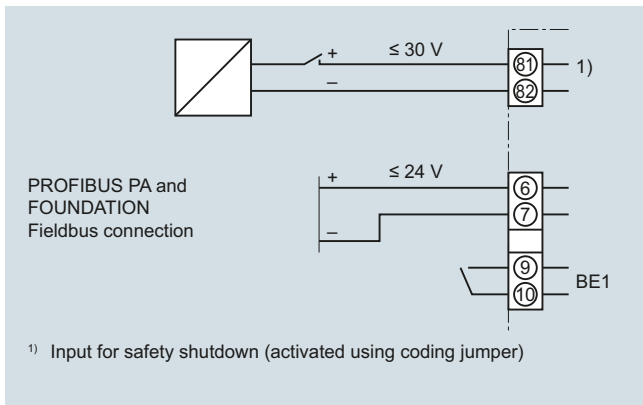 + ≤ 30 V
81
1)
–
82
PROFIBUS PA and
FOUNDATION
Fieldbus connection
+ ≤ 24 V
6
–
7
9
BE1
10
1) Input for safety shutdown (activated using coding jumper)